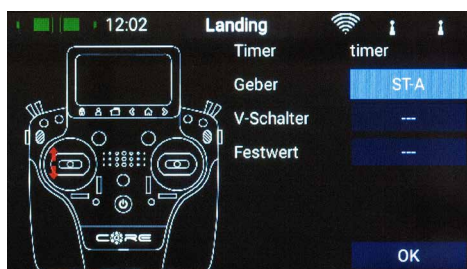 12:02 Landing
Timer timer
Geber ST-A
V-Schalter ---
Festwert ---
CORE
OK